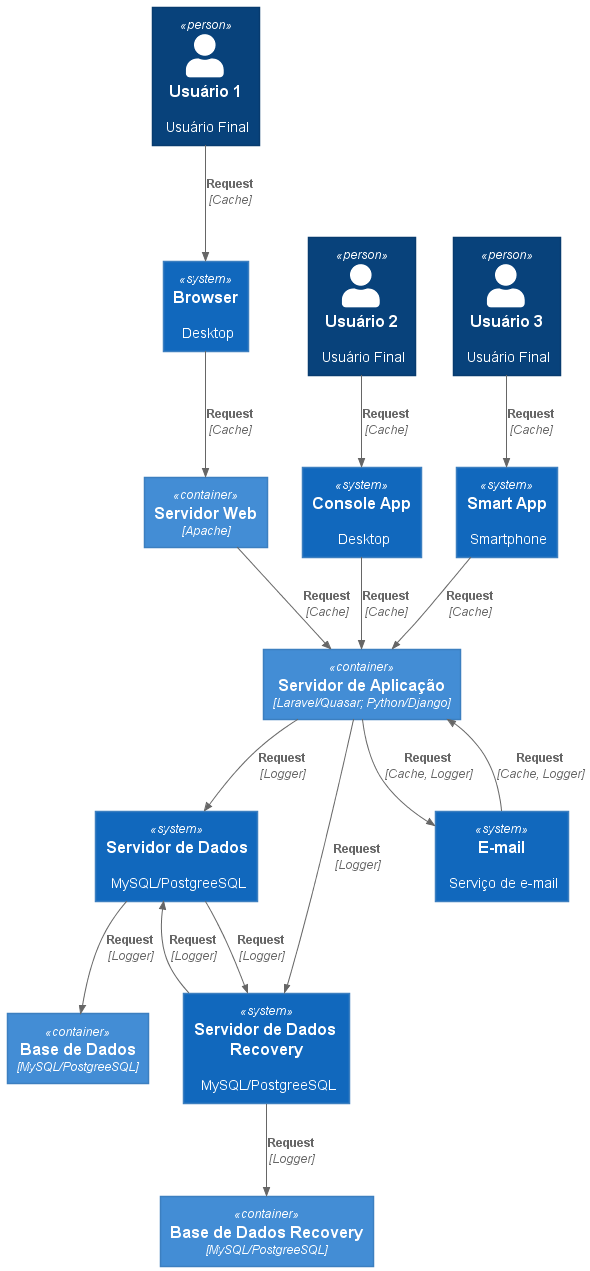 «person»
Usuário 1
Usuário Final
Request
[Cache]
«system»
Browser
Desktop
«person»
Usuário 2
Usuário Final
«person»
Usuário 3
Usuário Final
Request
[Cache]
Request
[Cache]
Request
[Cache]
«container»
Servidor Web
[Apache]
«system»
Console App
Desktop
«system»
Smart App
Smartphone
Request
[Cache]
Request
[Cache]
Request
[Cache]
«container»
Servidor de Aplicação
[Laravel/Quasar; Python/Django]
Request
[Logger]
Request
[Cache, Logger]
Request
[Cache, Logger]
«system»
Servidor de Dados
MySQL/PostgreeSQL
Request
[Logger]
«system»
E-mail
Serviço de e-mail
Request
[Logger]
Request
[Logger]
Request
[Logger]
«container»
Base de Dados
[MySQL/PostgreeSQL]
«system»
Servidor de Dados
Recovery
MySQL/PostgreeSQL
Request
[Logger]
«container»
Base de Dados Recovery
[MySQL/PostgreeSQL]